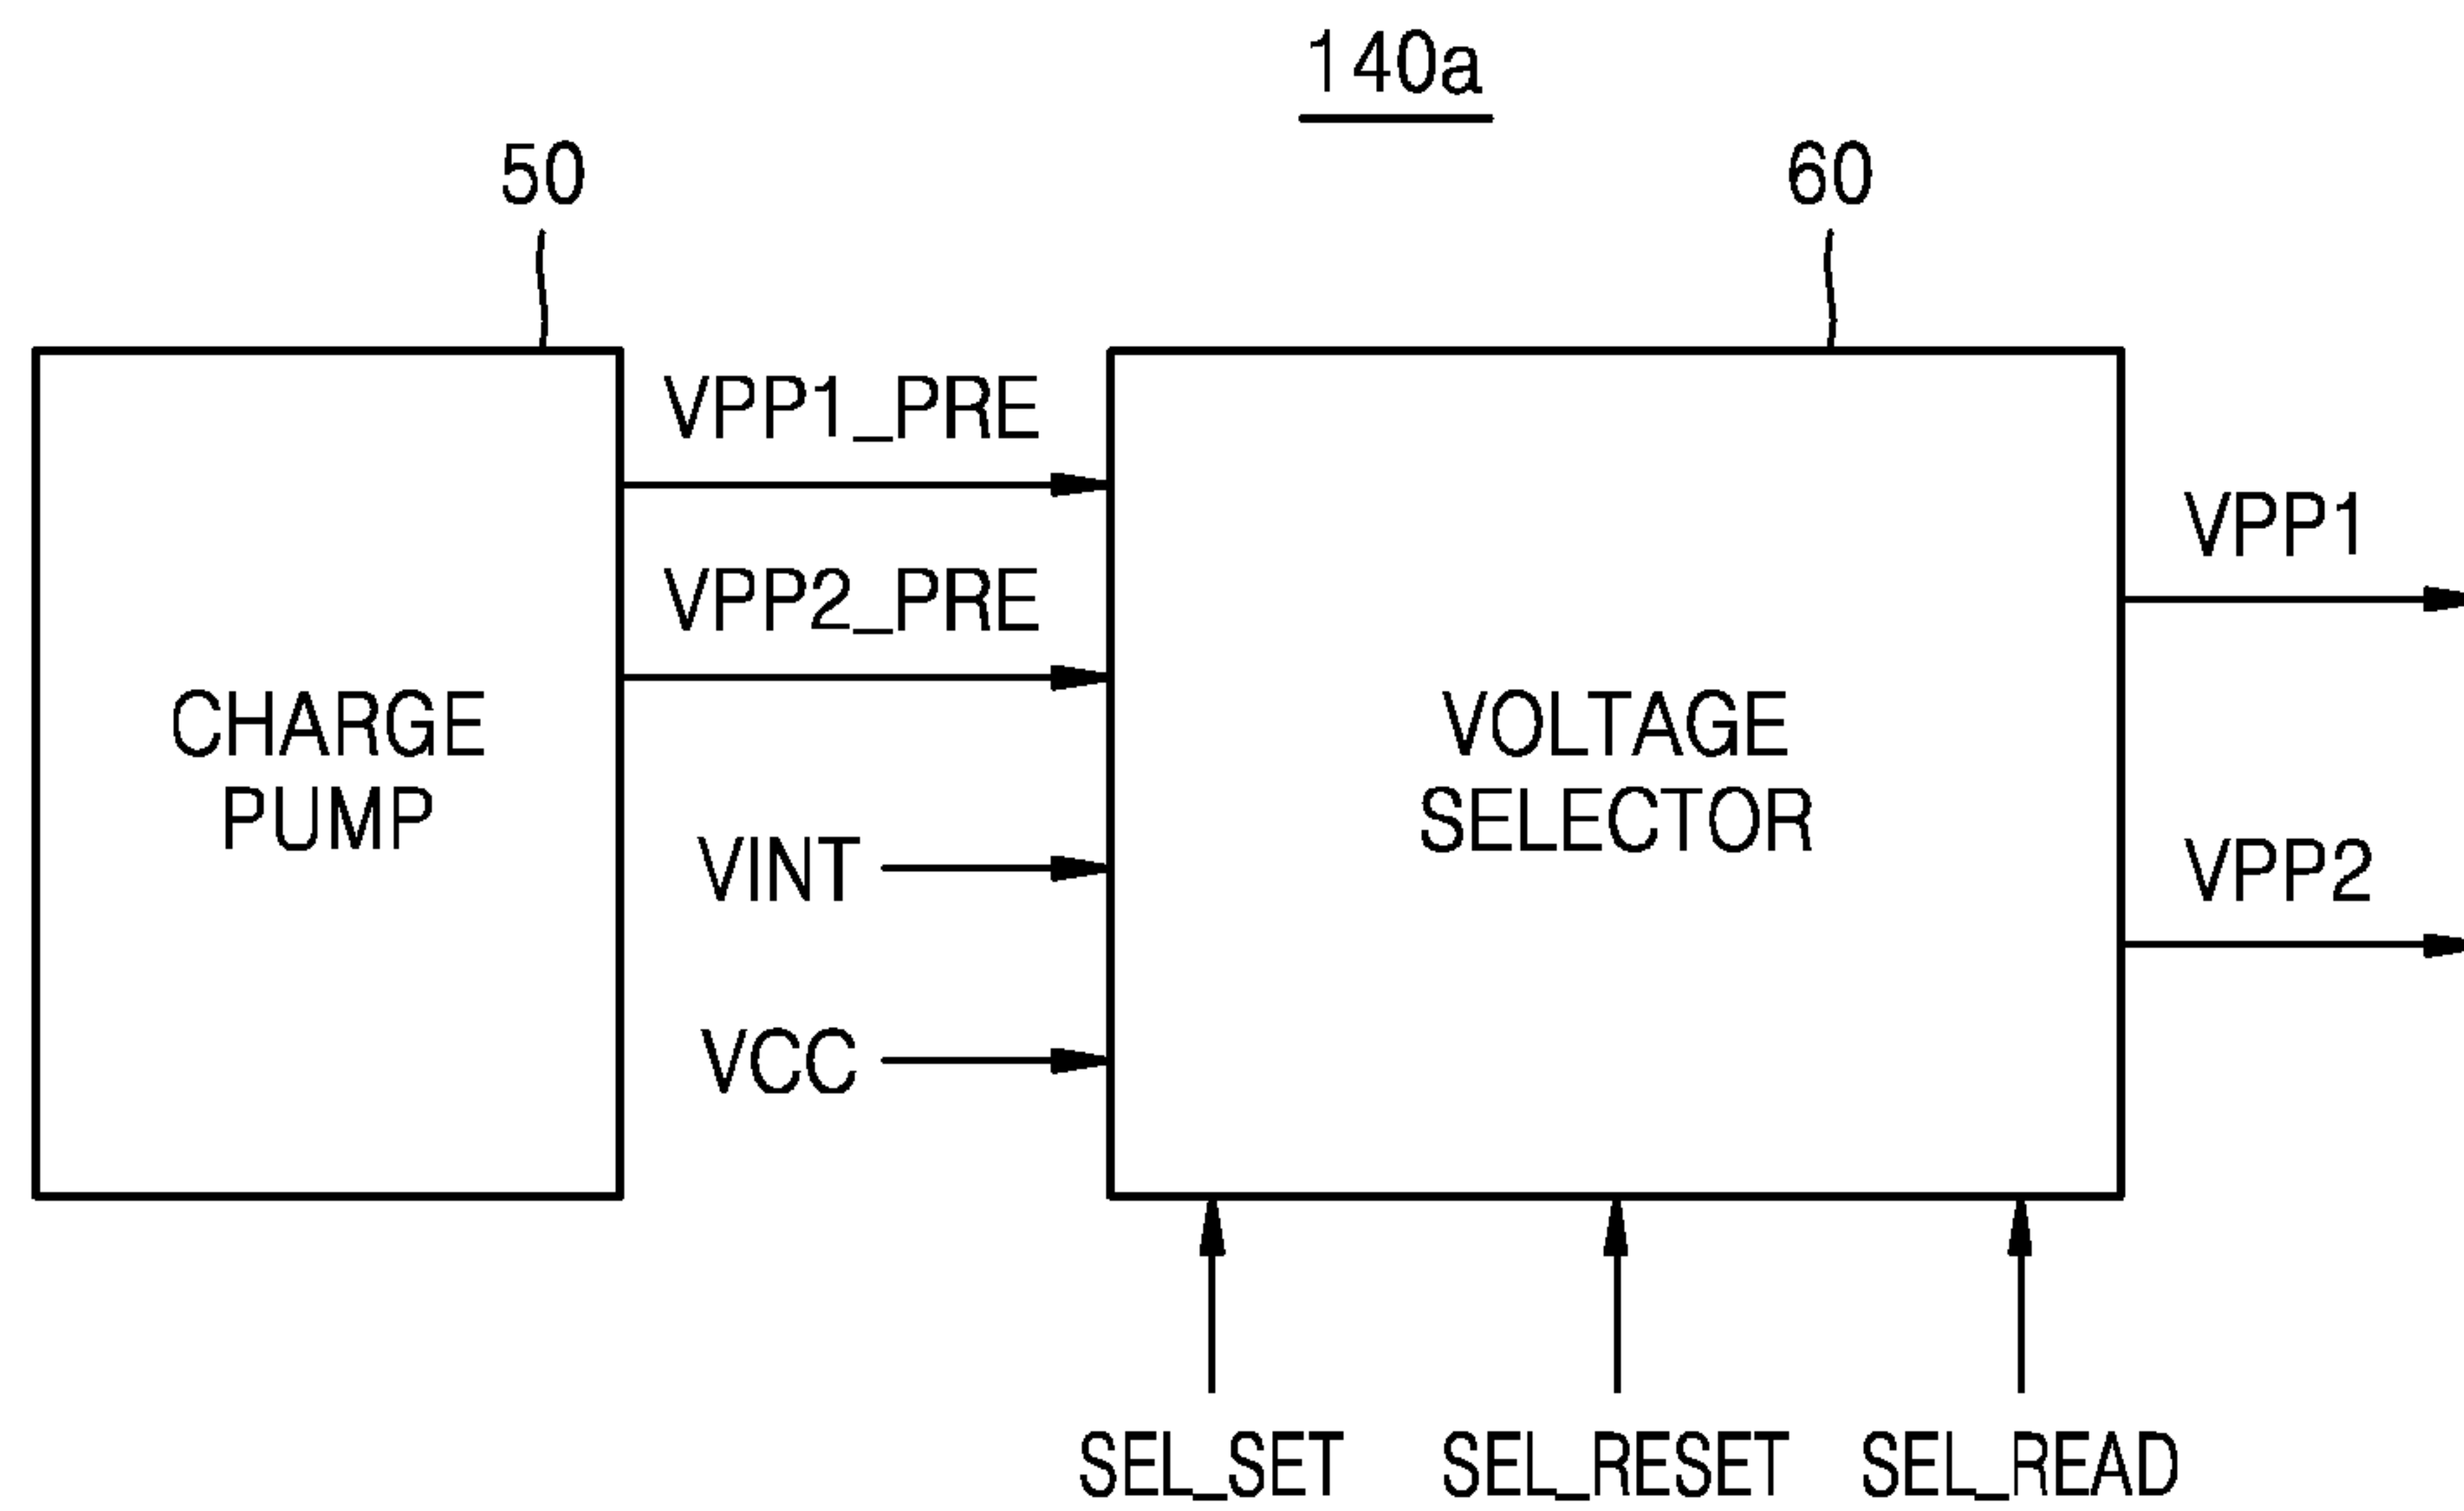 140a
50
60
VPP1_PRE
VPP2_PRE
VPP1
CHARGE
PUMP
VOLTAGE
SELECTOR
VINT
VPP2
VCC
SEL_SET
SEL_RESET
SEL_READ